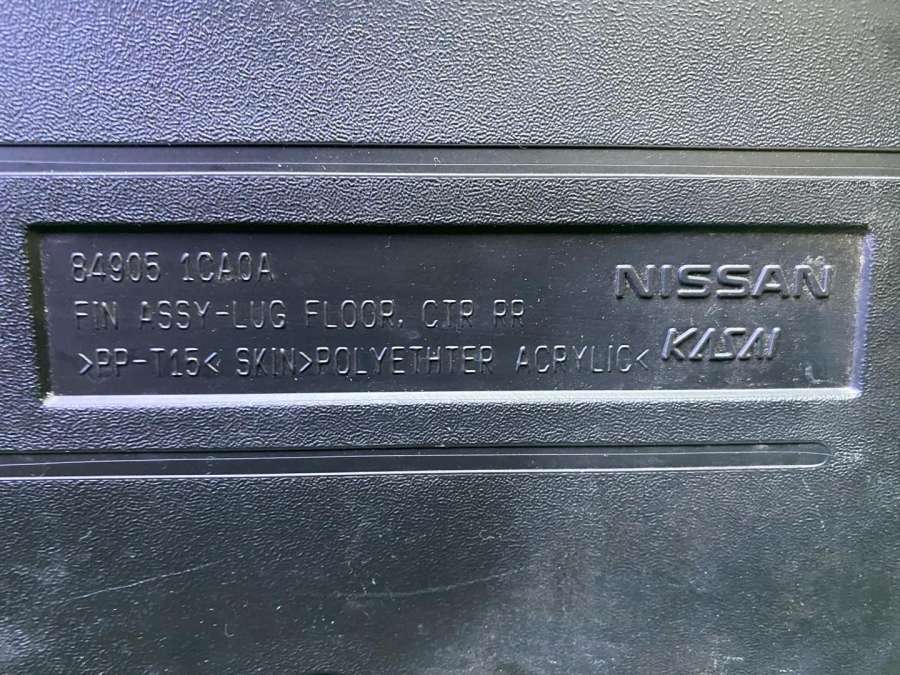 84905 1CA0A
FIN ASSY-LUG FLOOR, CTR RR
>PP-T15< SKIN>POLYETHTER ACRYLIC<
NISSAN
KASAI